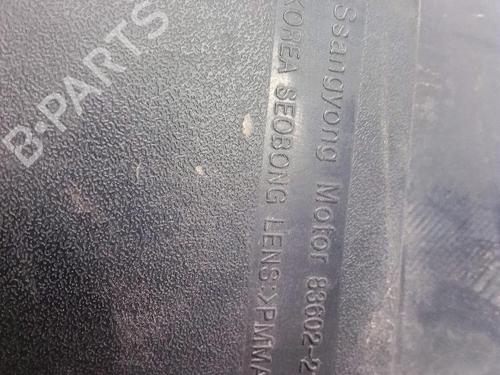 Ssangyong Motor 83602-2
KOREA SEOBONG LENS:>PMMA
B-PARTS